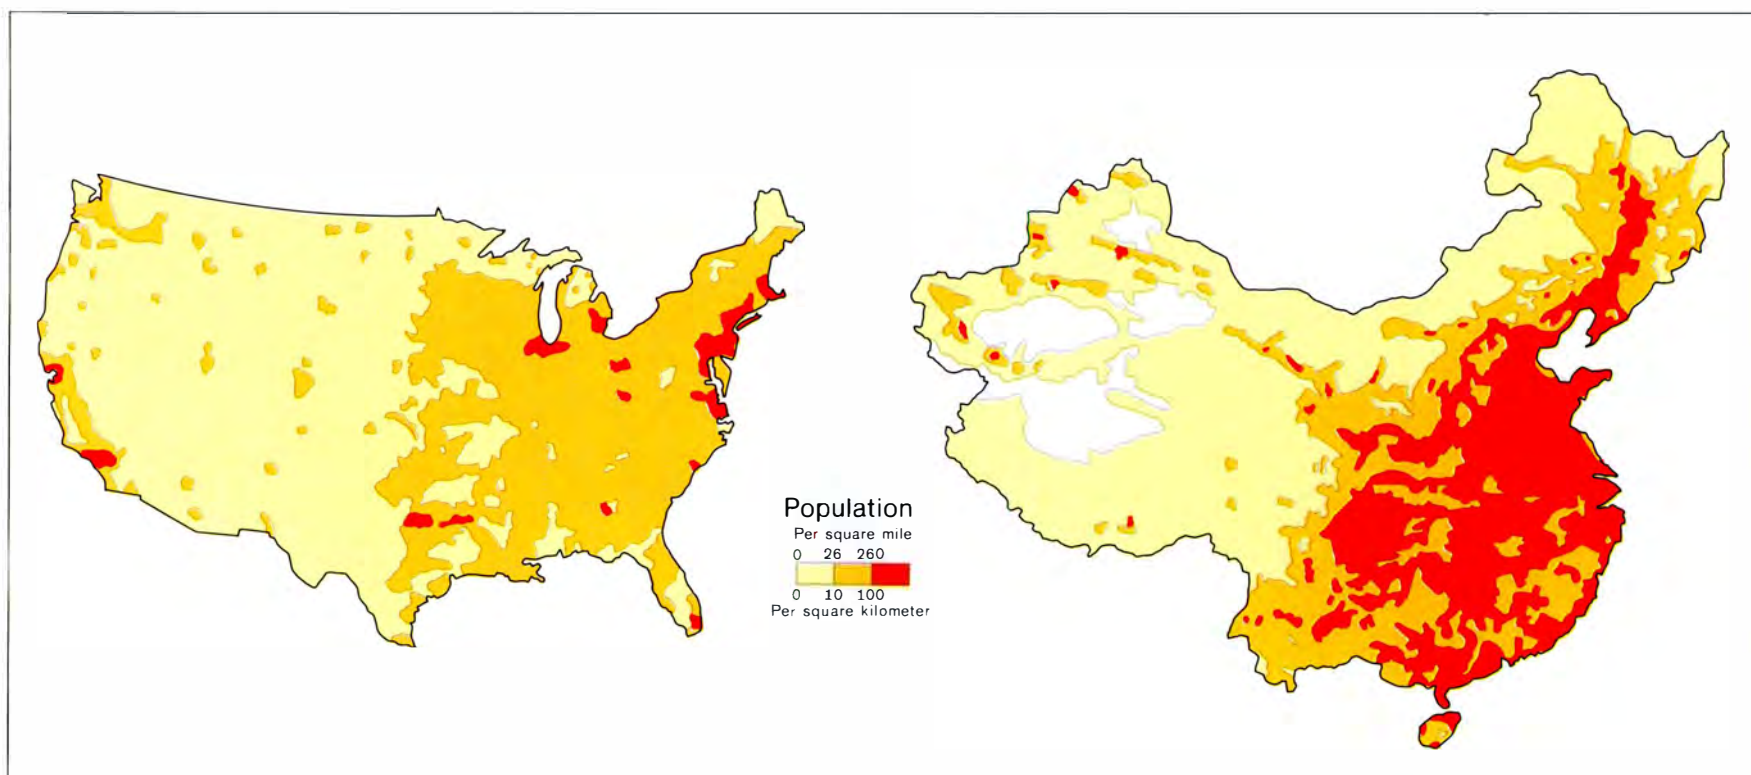 Population
Per square mile
0 26 260
0 10 100
Per square kilometer